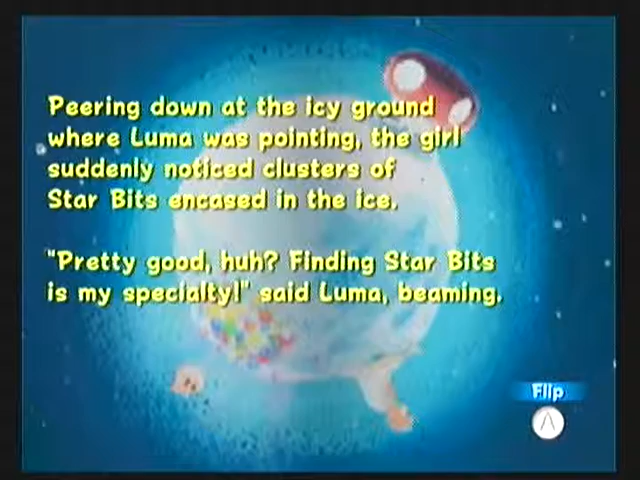 Peering down at the icy ground
where Luma was pointing, the girl
suddenly noticed clusters of
Star Bits encased in the ice.
"Pretty good, huh? Finding Star Bits
is my specialty!" said Luma, beaming.
Flip
A